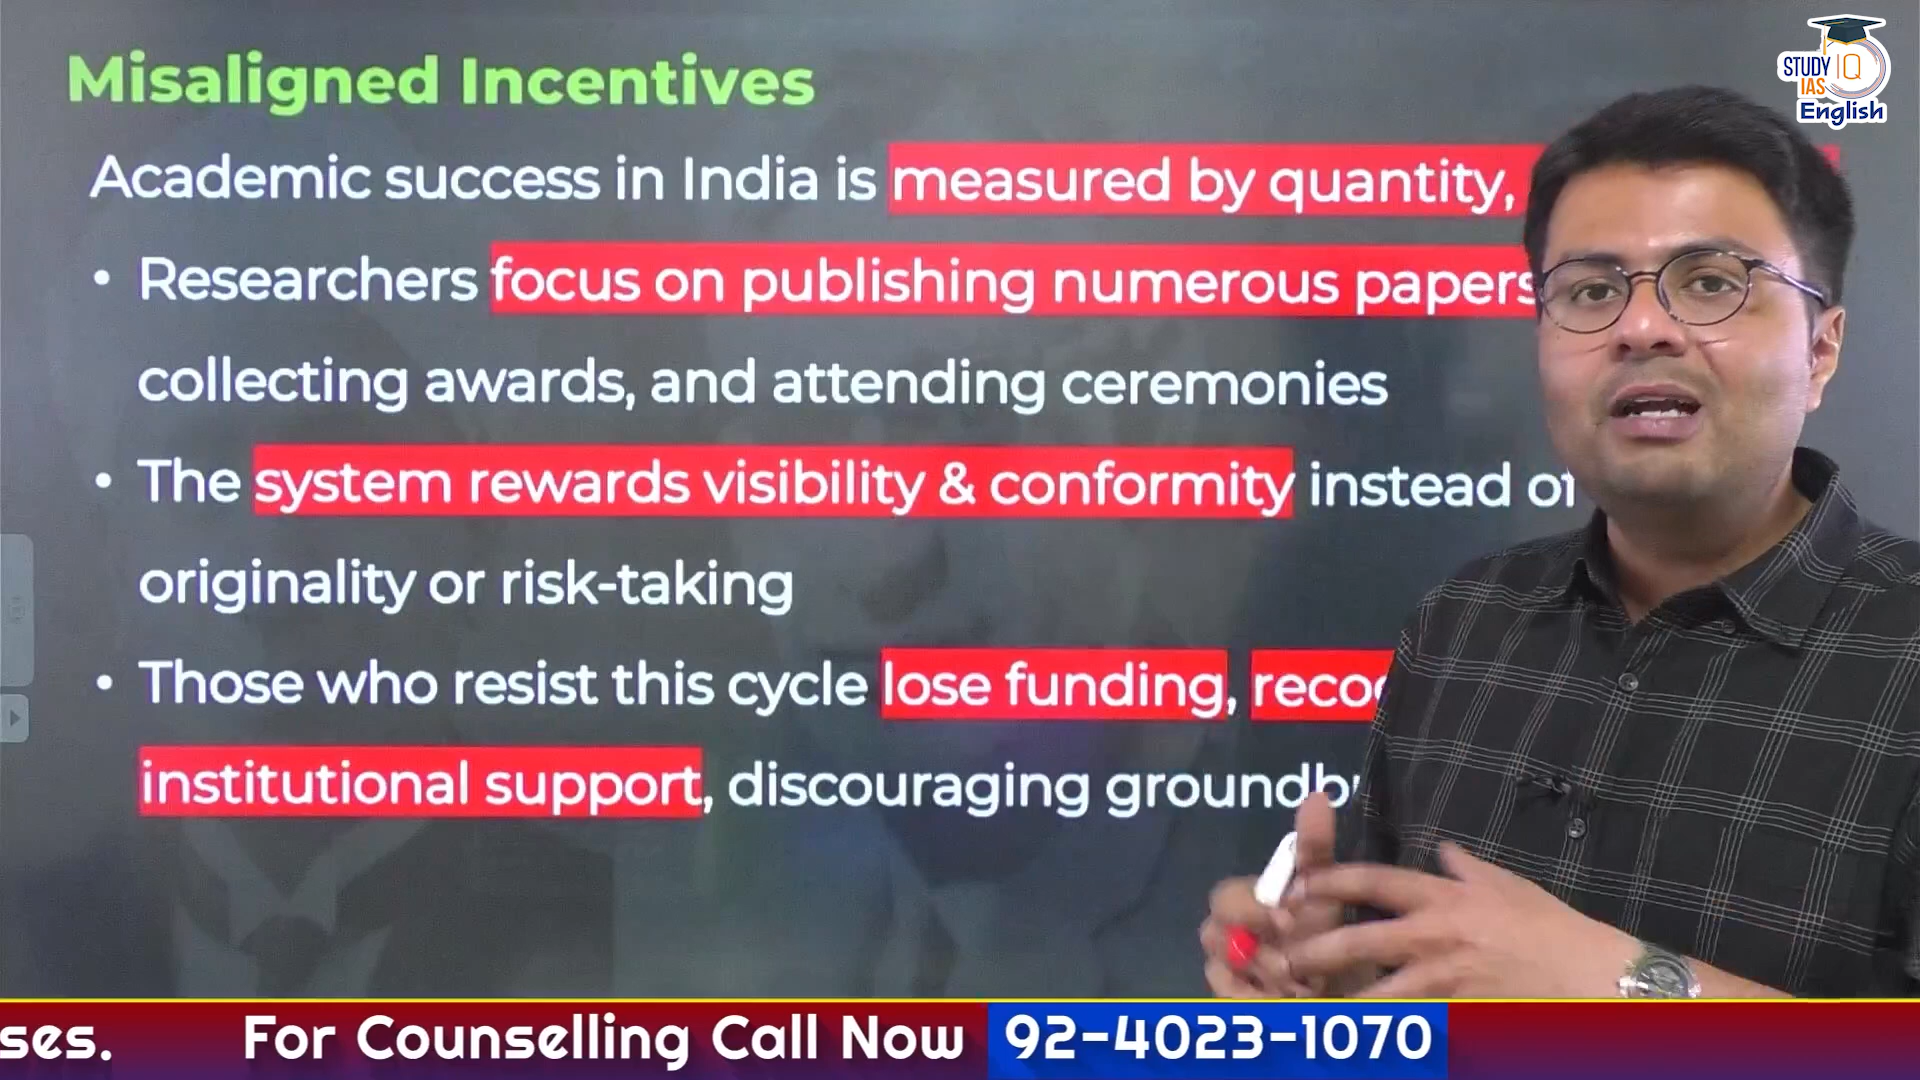 Misaligned Incentives
STUDY IQ
IAS
English
Academic success in India is measured by quantity,
• Researchers focus on publishing numerous papers
collecting awards, and attending ceremonies
• The system rewards visibility & conformity instead of
originality or risk-taking
• Those who resist this cycle lose funding,
institutional support, discouraging
ses. For Counselling Call Now 92-4023-1070